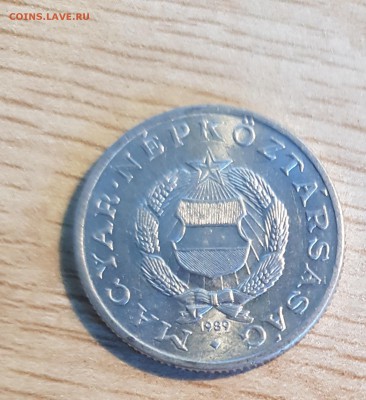 COINS.LAVE.RU
MAGYAR · NÉPKÖZTÁRSASÁG
1989